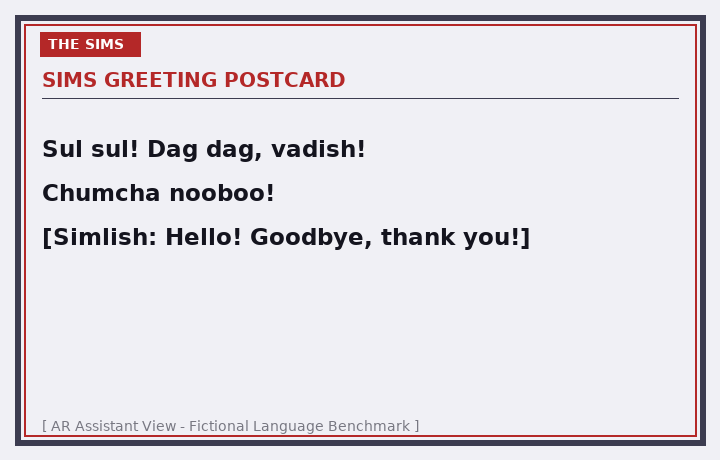 THE SIMS
SIMS GREETING POSTCARD
Sul sul! Dag dag, vadish!
Chumcha nooboo!
[Simlish: Hello! Goodbye, thank you!]
[ AR Assistant View - Fictional Language Benchmark ]